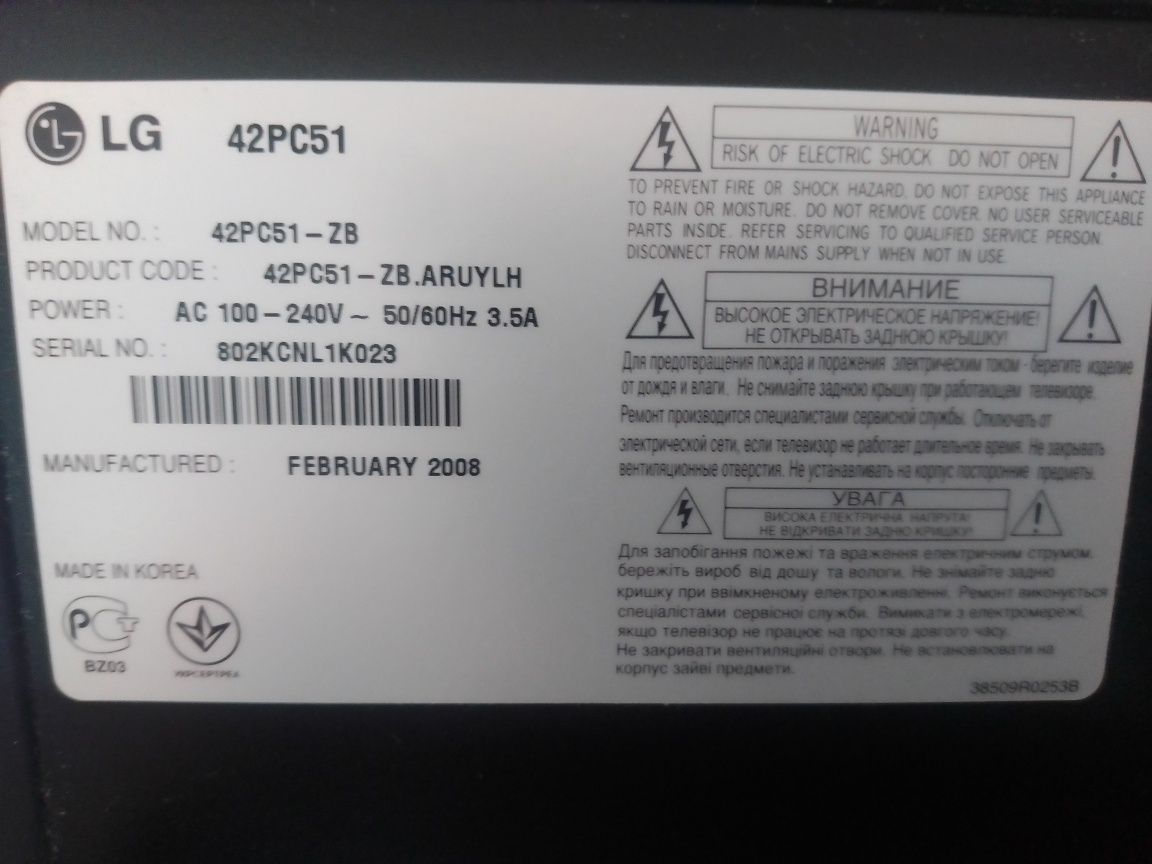 LG 42PC51
MODEL NO. : 42PC51-ZB
PRODUCT CODE : 42PC51-ZB.ARUYLH
POWER : AC 100-240V~ 50/60Hz 3.5A
SERIAL NO. : 802KCNL1K023
MANUFACTURED : FEBRUARY 2008
MADE IN KOREA
РСТ
BZ03
УКРСЕПРО
WARNING
RISK OF ELECTRIC SHOCK DO NOT OPEN
TO PREVENT FIRE OR SHOCK HAZARD, DO NOT EXPOSE THIS APPLIANCE
TO RAIN OR MOISTURE. DO NOT REMOVE COVER. NO USER SERVICEABLE
PARTS INSIDE. REFER SERVICING TO QUALIFIED SERVICE PERSON.
DISCONNECT FROM MAINS SUPPLY WHEN NOT IN USE.
ВНИМАНИЕ
ВЫСОКОЕ ЭЛЕКТРИЧЕСКОЕ НАПРЯЖЕНИЕ!
НЕ ОТКРЫВАТЬ ЗАДНЮЮ КРЫШКУ!
Для предотвращения пожара и поражения электрическим током - берегите изделие
от дождя и влаги. Не снимайте заднюю крышку при работающем телевизоре.
Ремонт производится специалистами сервисной службы. Отключать от
электрической сети, если телевизор не работает длительное время. Не закрывать
вентиляционные отверстия. Не устанавливать на корпус посторонние предметы.
УВАГА
ВИСОКА ЕЛЕКТРИЧНА НАПРУГА!
НЕ ВІДКРИВАТИ ЗАДНЮ КРИШКУ!
Для запобігання пожежі та враження електричним струмом,
бережіть виріб від дошу та вологи. Не знімайте задню
кришку при ввімкненому електроживленні. Ремонт виконується
спеціалістами сервісної служби. Вимикати з електромережі,
якщо телевізор не працює на протязі довгого часу.
Не закривати вентиляційні отвори. Не встановлювати на
корпус зайві предмети.
38509R0253B